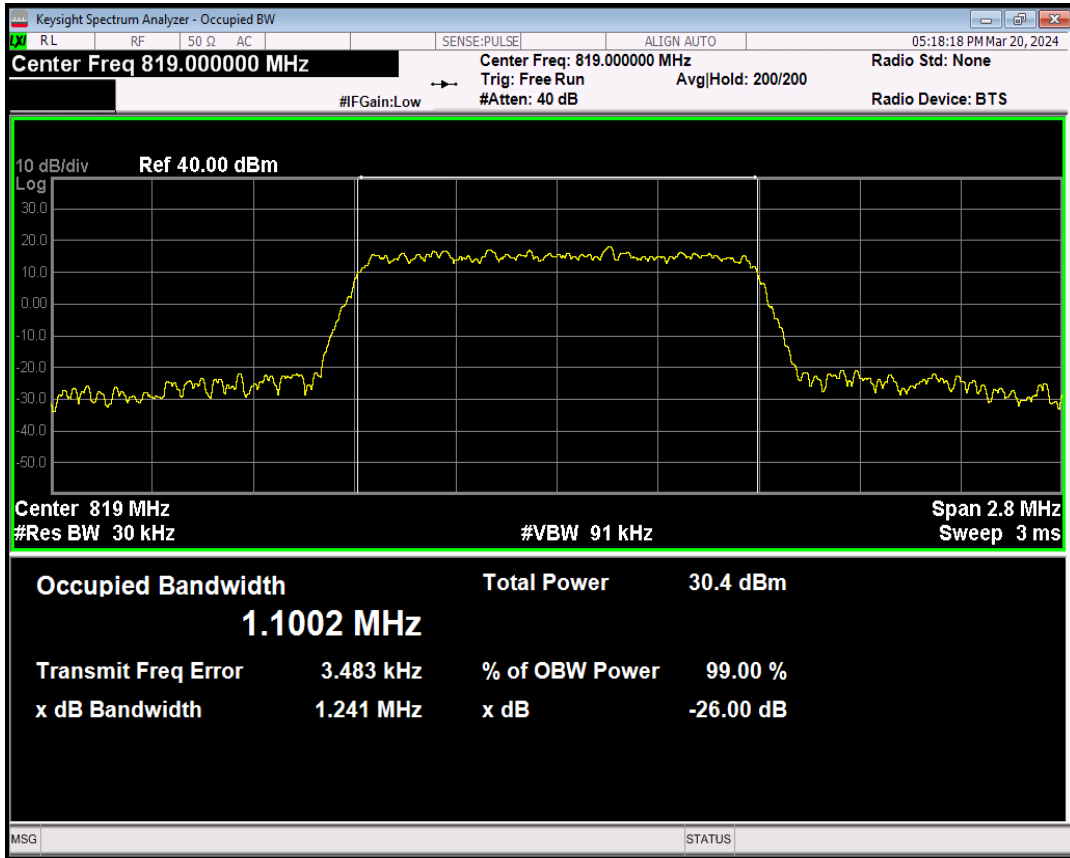 Keysight Spectrum Analyzer - Occupied BW
LXI RL RF 50 Ω AC SENSE:PULSE ALIGN AUTO 05:18:18 PM Mar 20, 2024
Center Freq 819.000000 MHz Center Freq: 819.000000 MHz Radio Std: None
Trig: Free Run Avg|Hold: 200/200
#IFGain:Low #Atten: 40 dB Radio Device: BTS
10 dB/div Ref 40.00 dBm
Log
30.0
20.0
10.0
0.00
-10.0
-20.0
-30.0
-40.0
-50.0
Center 819 MHz Span 2.8 MHz
#Res BW 30 kHz #VBW 91 kHz Sweep 3 ms
Occupied Bandwidth Total Power 30.4 dBm
1.1002 MHz
Transmit Freq Error 3.483 kHz % of OBW Power 99.00 %
x dB Bandwidth 1.241 MHz x dB -26.00 dB
MSG STATUS